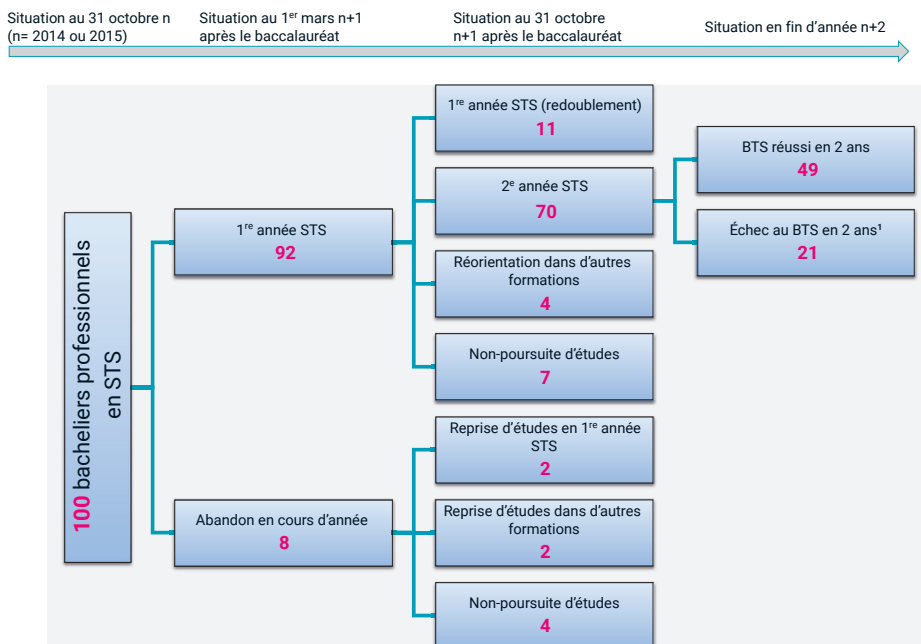 Situation au 31 octobre n
(n= 2014 ou 2015)
Situation au 1er mars n+1
après le baccalauréat
Situation au 31 octobre
n+1 après le baccalauréat
Situation en fin d'année n+2
100 bacheliers professionnels
en STS
1re année STS
92
Abandon en cours d'année
8
1re année STS (redoublement)
11
2e année STS
70
Réorientation dans d'autres
formations
4
Non-poursuite d'études
7
Reprise d'études en 1re année
STS
2
Reprise d'études dans d'autres
formations
2
Non-poursuite d'études
4
BTS réussi en 2 ans
49
Échec au BTS en 2 ans¹
21